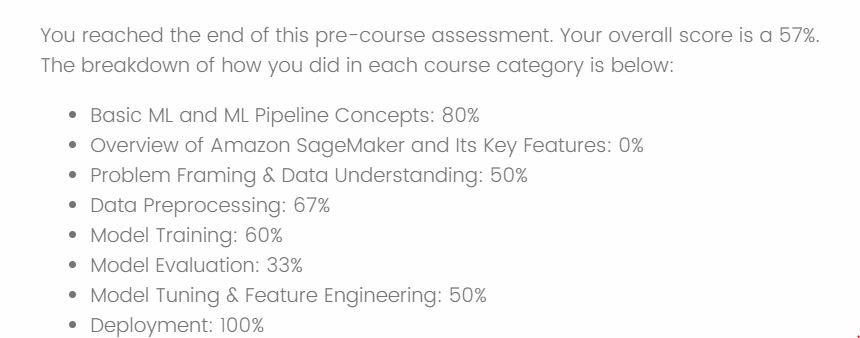 You reached the end of this pre-course assessment. Your overall score is a 57%.
The breakdown of how you did in each course category is below:
• Basic ML and ML Pipeline Concepts: 80%
• Overview of Amazon SageMaker and Its Key Features: 0%
• Problem Framing & Data Understanding: 50%
• Data Preprocessing: 67%
• Model Training: 60%
• Model Evaluation: 33%
• Model Tuning & Feature Engineering: 50%
• Deployment: 100%